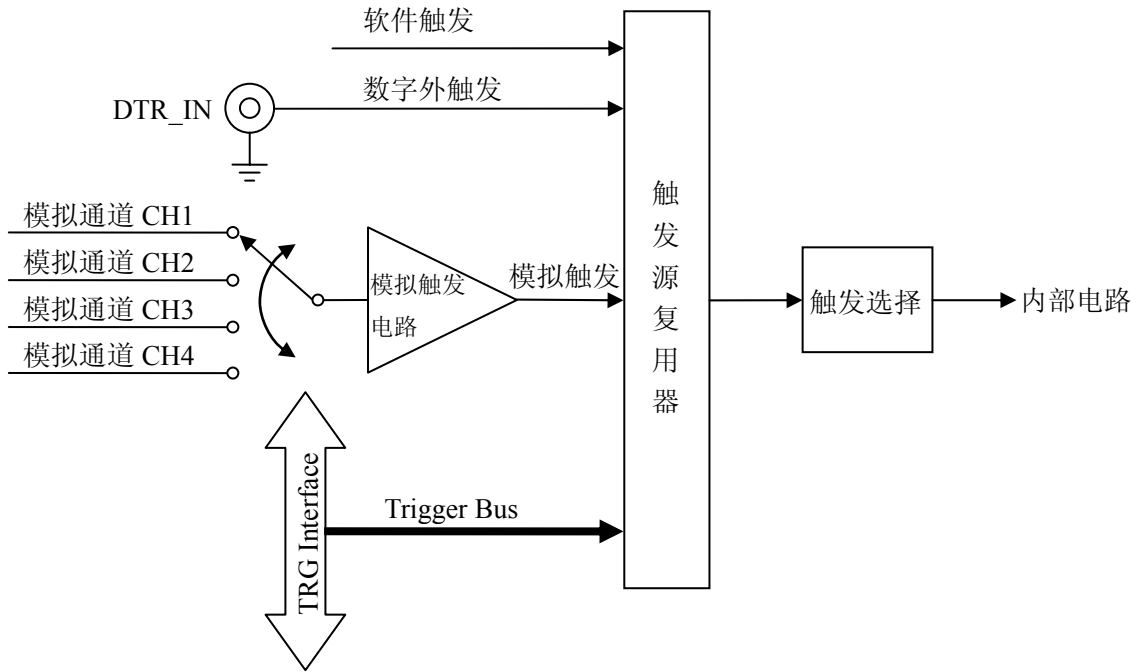 软件触发
数字外触发
DTR_IN
模拟通道 CH1
模拟通道 CH2
模拟通道 CH3
模拟通道 CH4
模拟触发
电路
模拟触发
触发源复用器
触发选择
内部电路
TRG Interface
Trigger Bus